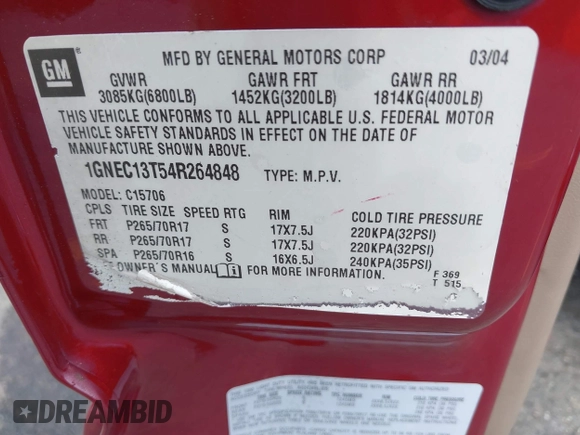 GM
®
MFD BY GENERAL MOTORS CORP 03/04
GVWR GAWR FRT GAWR RR
3085KG(6800LB) 1452KG(3200LB) 1814KG(4000LB)
THIS VEHICLE CONFORMS TO ALL APPLICABLE U.S. FEDERAL MOTOR
VEHICLE SAFETY STANDARDS IN EFFECT ON THE DATE OF
MANUFACTURE SHOWN ABOVE.
1GNEC13T54R264848 TYPE: M.P.V.
MODEL: C15706
CPLS TIRE SIZE SPEED RTG RIM COLD TIRE PRESSURE
FRT P265/70R17 S 17X7.5J 220KPA(32PSI)
RR P265/70R17 S 17X7.5J 220KPA(32PSI)
SPA P265/70R16 S 16X6.5J 240KPA(35PSI)
OWNER'S MANUAL FOR MORE INFORMATION. F 369
T 515
DREAMBID